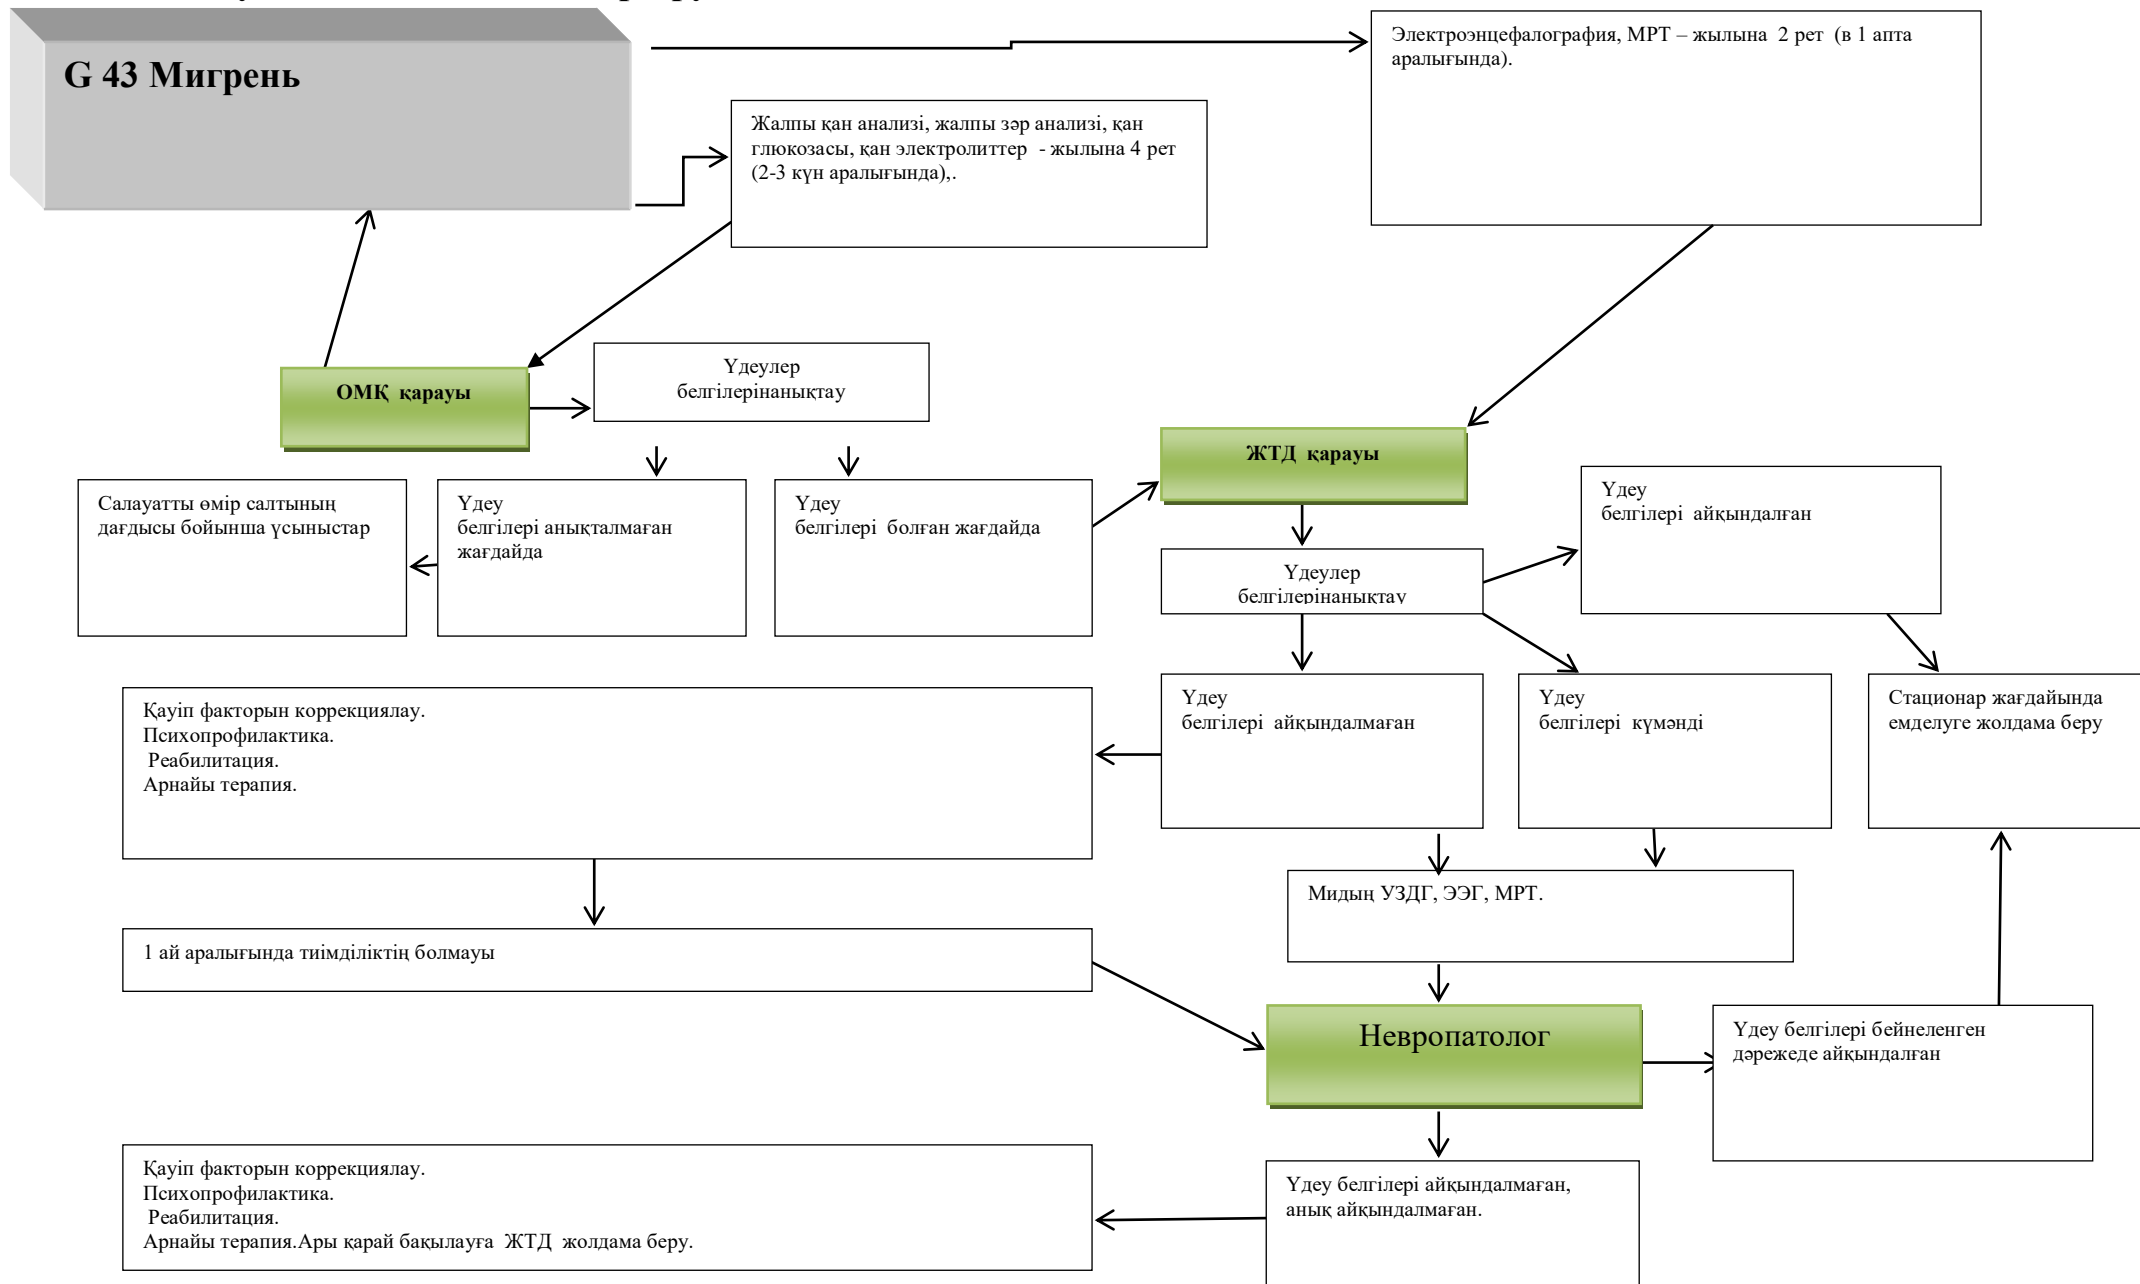 Электроэнцефалография, МРТ – жылына 2 рет (в 1 апта
аралығында).
G 43 Мигрень
Жалпы қан анализі, жалпы зәр анализі, қан
глюкозасы, қан электролиттер - жылына 4 рет
(2-3 күн аралығында),.
Үдеулер
белгілерінанықтау
ОМҚ қарауы
ЖТД қарауы
Салауатты өмір салтының
дағдысы бойынша үсыныстар
Үдеу
белгілері анықталмаған
жағдайда
Үдеу
белгілері болған жағдайда
Үдеу
белгілері айқындалған
Үдеулер
белгілерінанықтау
Қауіп факторын коррекциялау.
Психопрофилактика.
Реабилитация.
Арнайы терапия.
Үдеу
белгілері айқындалмаған
Үдеу
белгілері күмәнді
Стационар жағдайында
емделуге жолдама беру
Мидың УЗДГ, ЭЭГ, МРТ.
1 ай аралығында тиімділіктің болмауы
Невропатолог
Үдеу белгілері бейнеленген
дәрежеде айқындалған
Қауіп факторын коррекциялау.
Психопрофилактика.
Реабилитация.
Арнайы терапия.Ары қарай бақылауға ЖТД жолдама беру.
Үдеу белгілері айқындалмаған,
анық айқындалмаған.